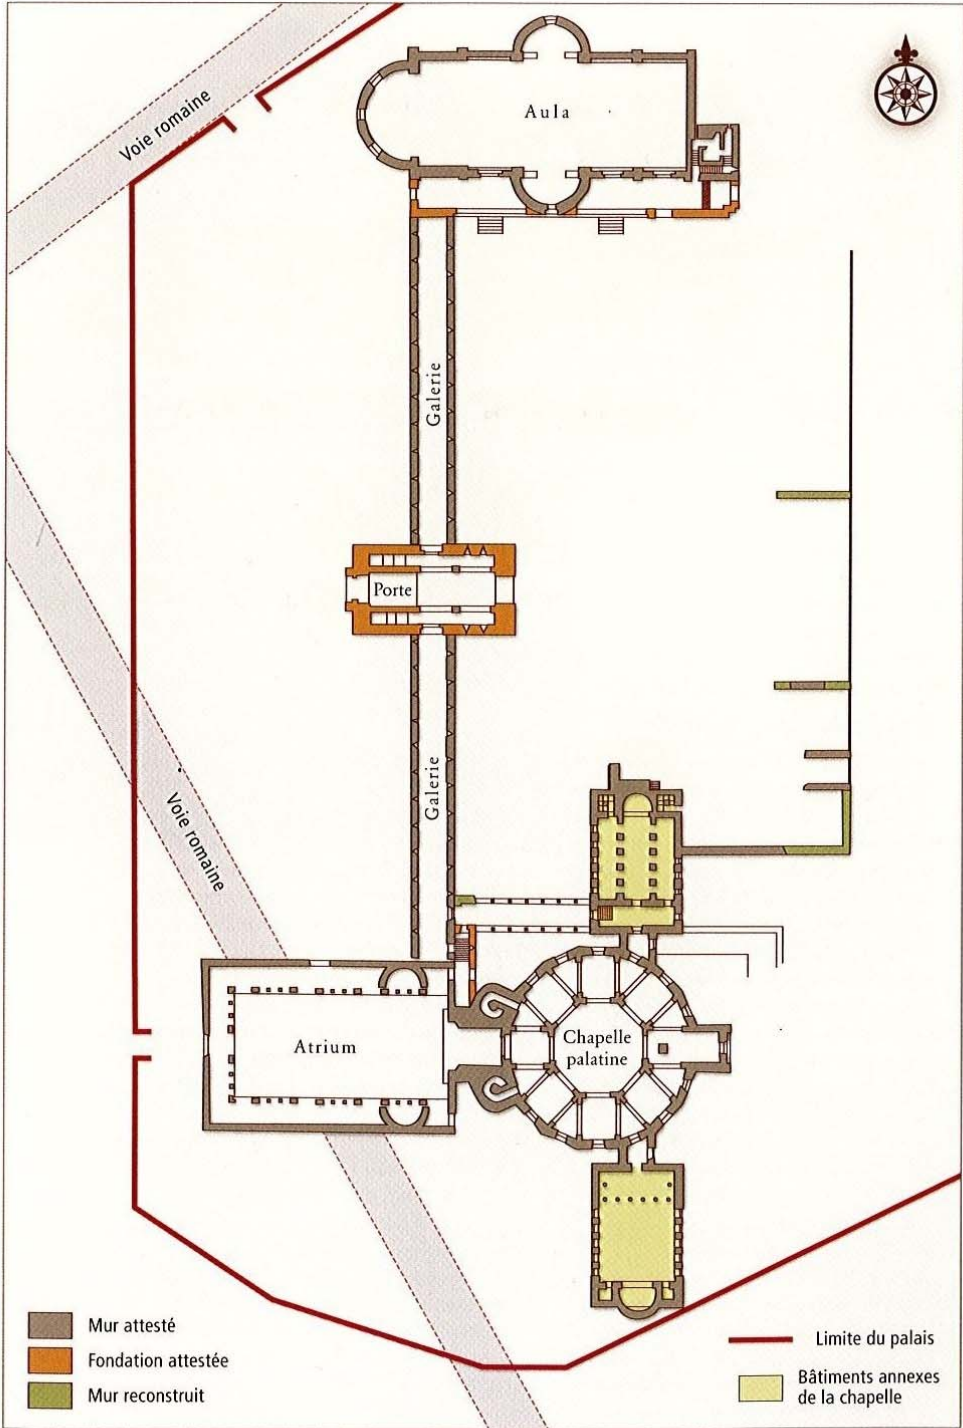 Voie romaine
Aula
Galerie
Porte
Galerie
Voie romaine
Atrium
Chapelle
palatine
Mur attesté
Fondation attestée
Mur reconstruit
Limite du palais
Bâtiments annexes
de la chapelle